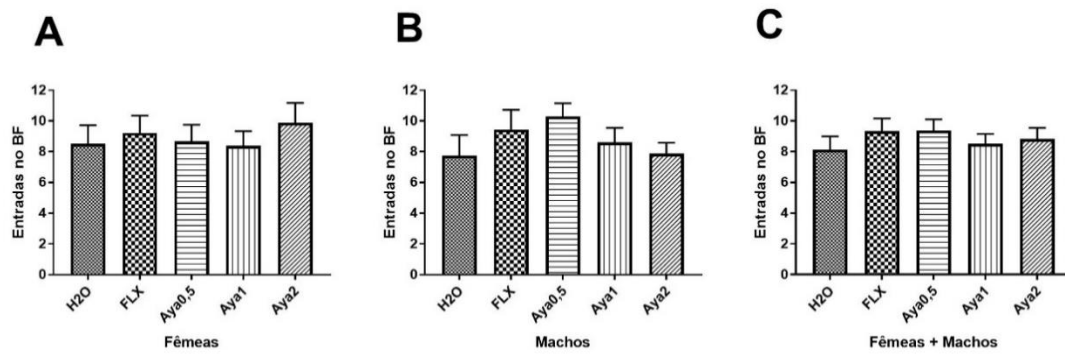 A
Entradas no BF
12
10
8
6
4
2
0
H2O
FLX
Aya0,5
Aya1
Aya2
Fêmeas
B
Entradas no BF
12
10
8
6
4
2
0
H2O
FLX
Aya0,5
Aya1
Aya2
Machos
C
Entradas no BF
12
10
8
6
4
2
0
H2O
FLX
Aya0,5
Aya1
Aya2
Fêmeas + Machos